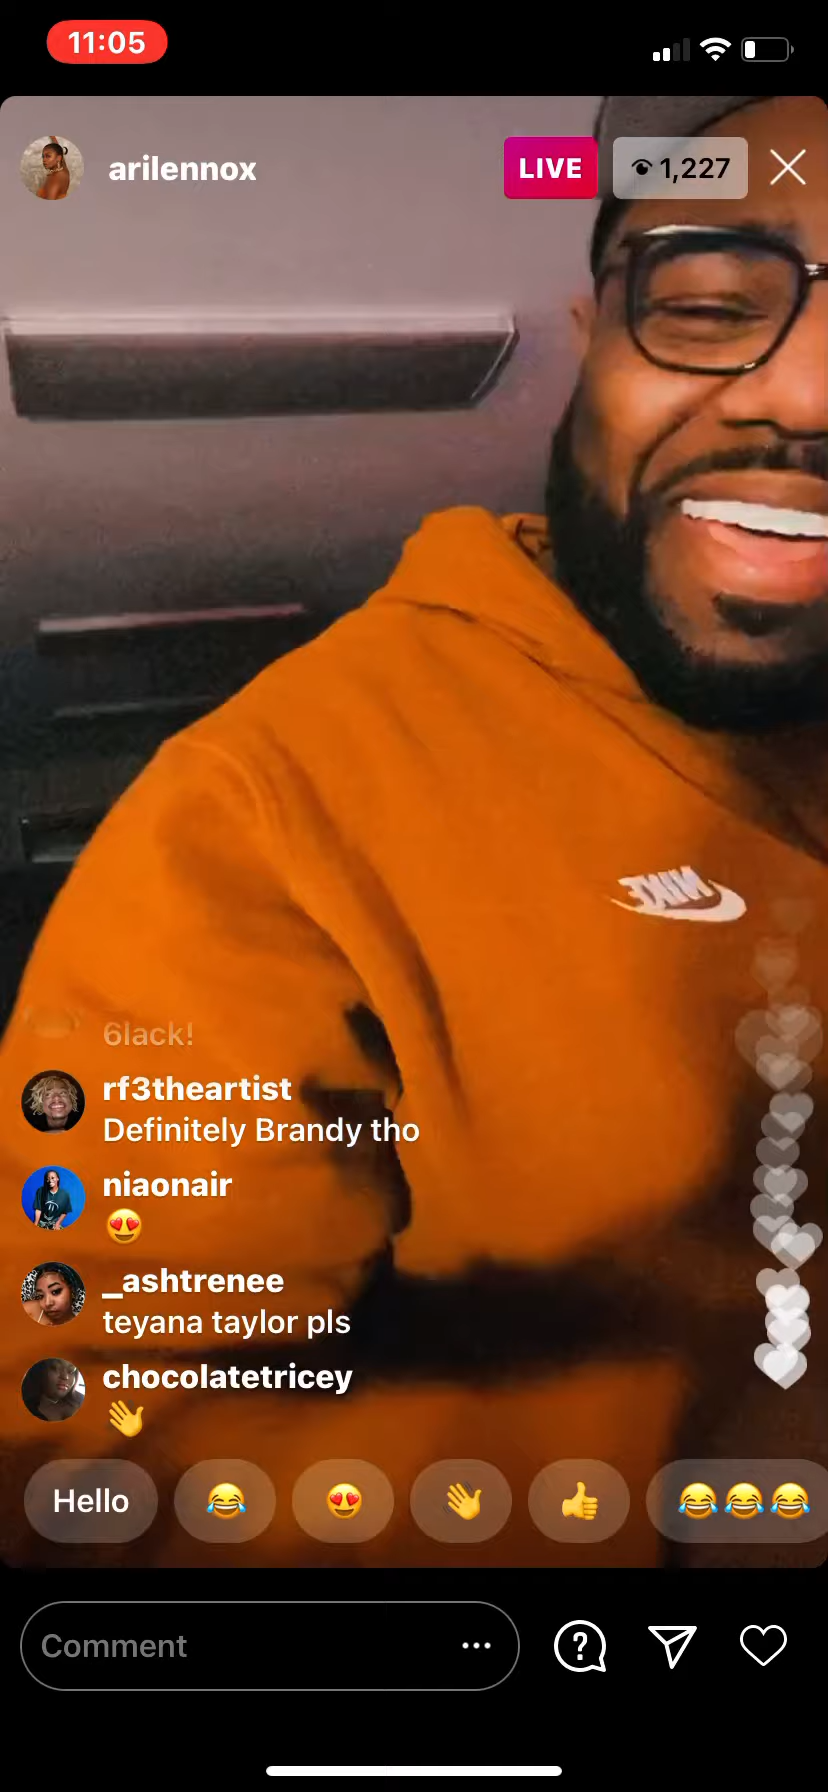 11:05
arilennox
LIVE
1,227
NIKE
6lack!
rf3theartist
Definitely Brandy tho
niaonair
😍
_ashtrenee
teyana taylor pls
chocolatetricey
👋
Hello 😂 😍 👋 👍 😂😂😂
Comment